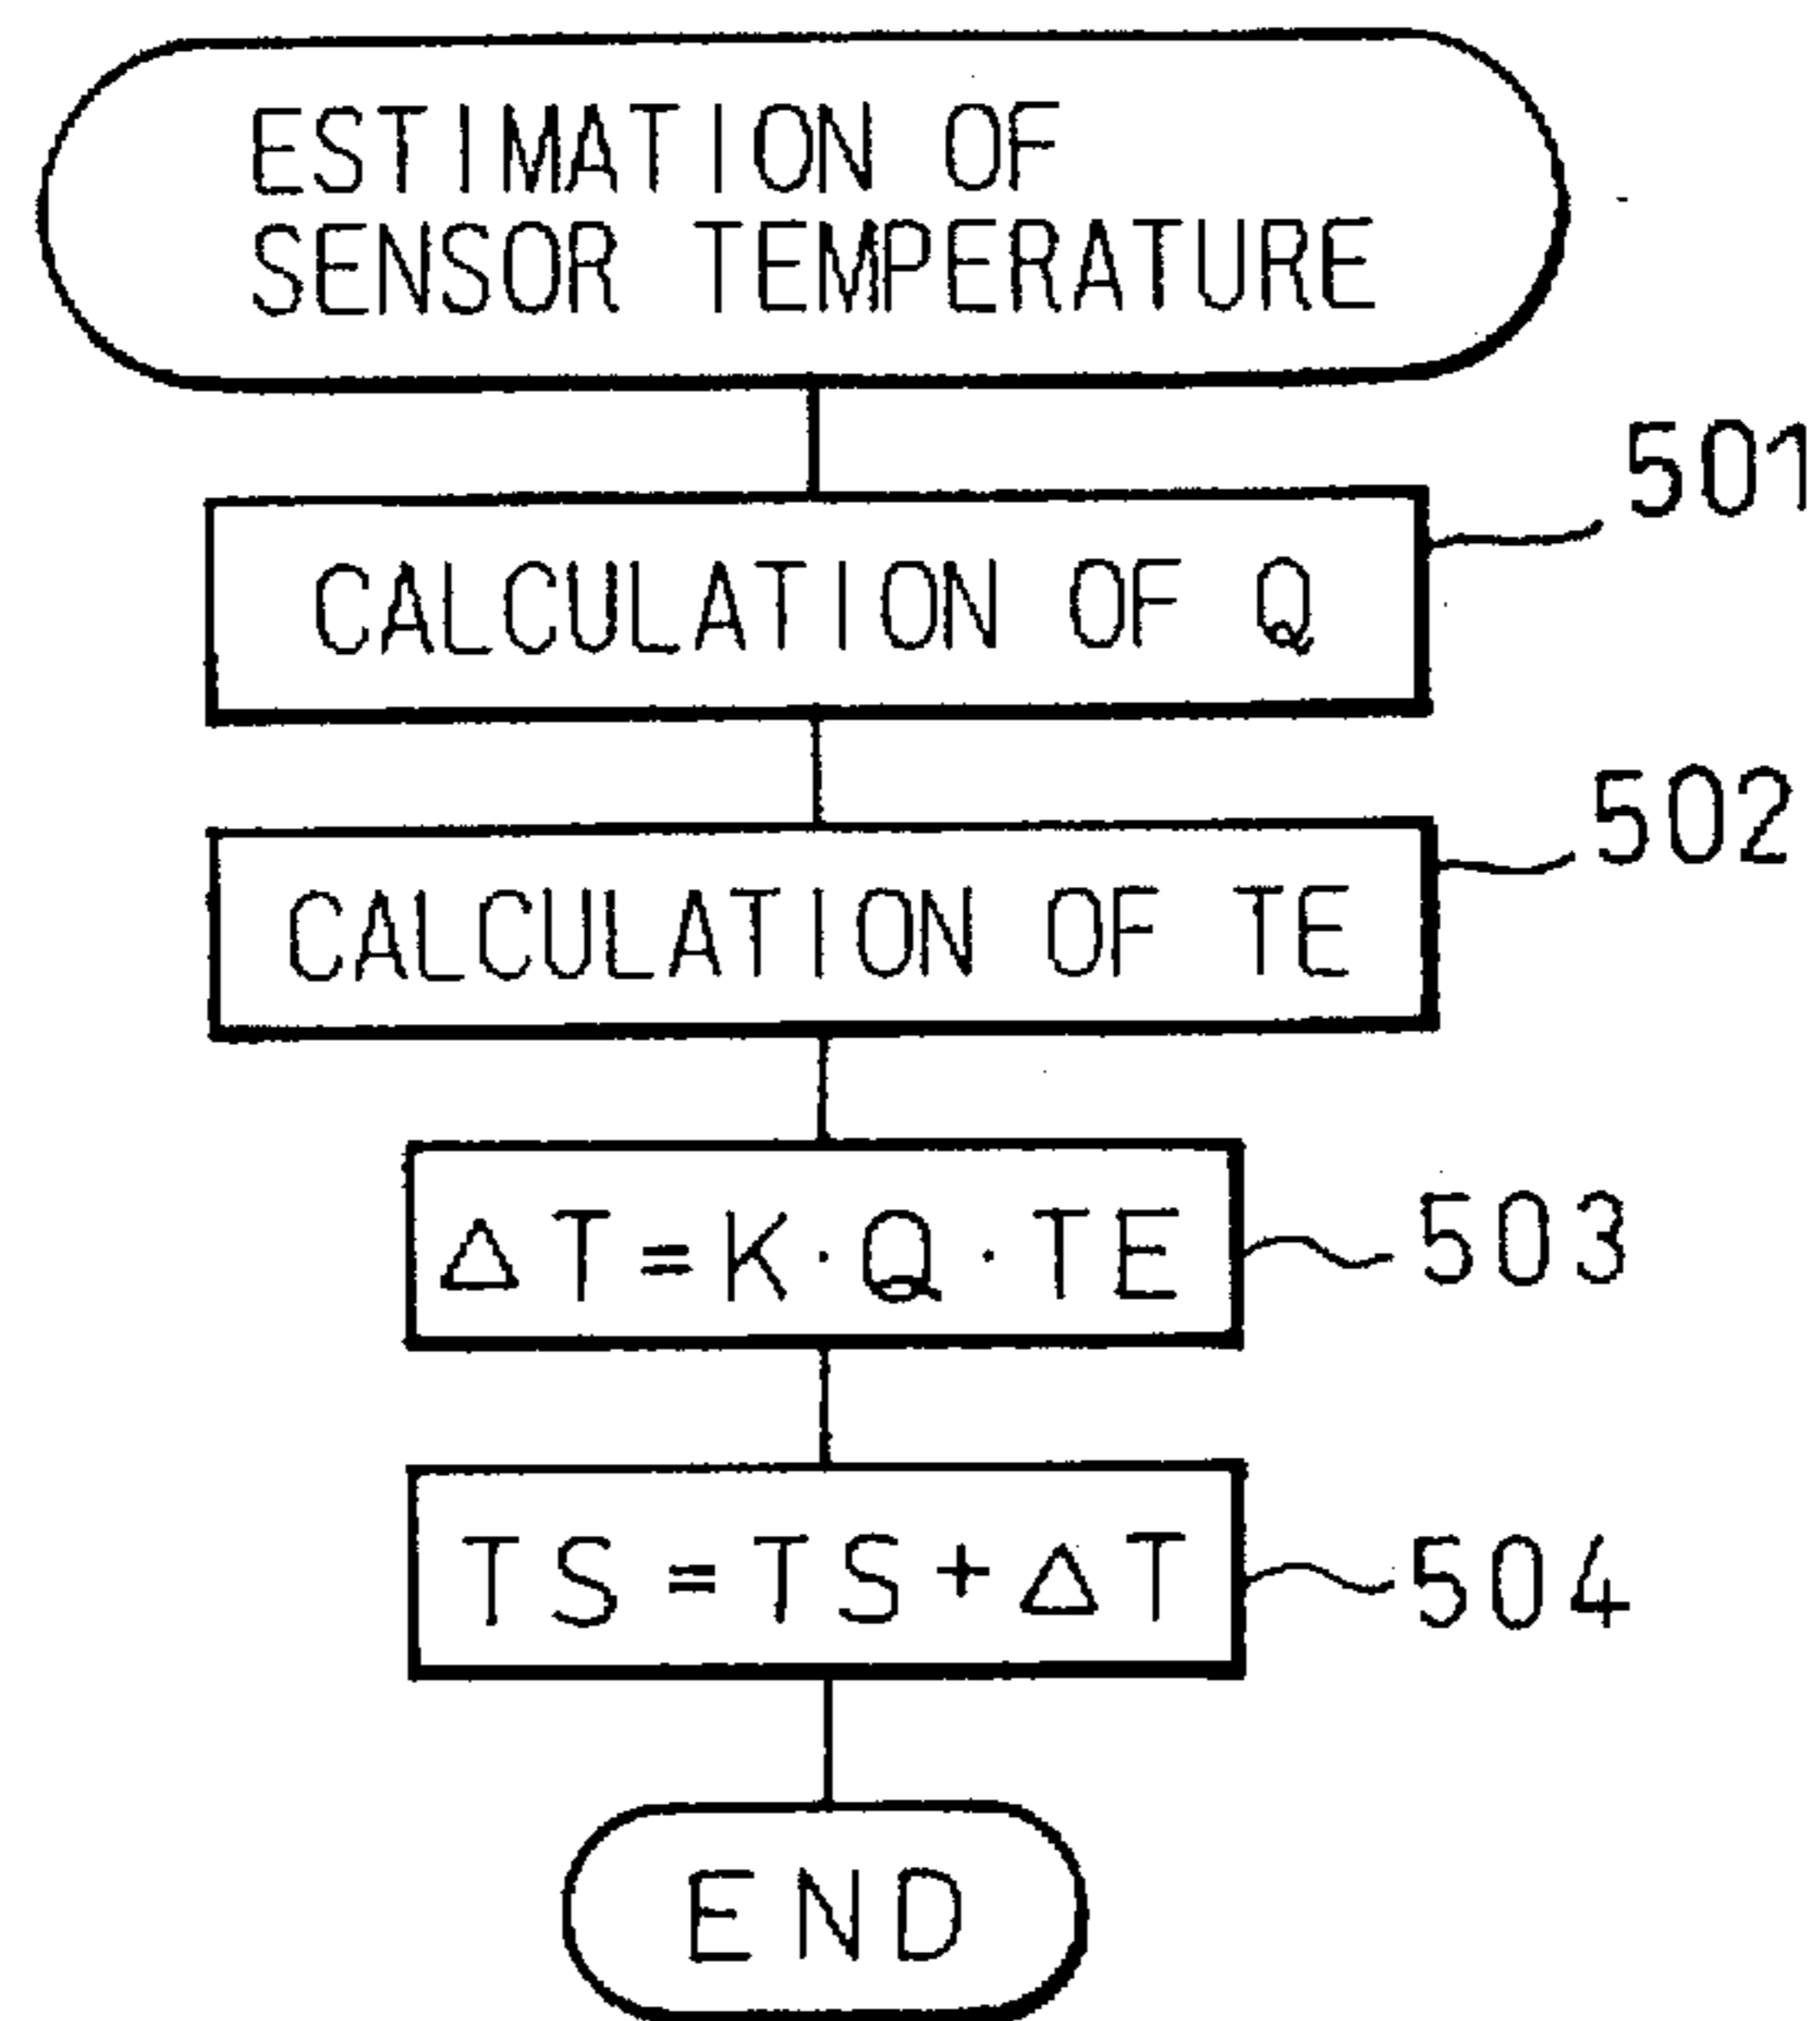 ESTIMATION OF
SENSOR TEMPERATURE
501
CALCULATION OF Q
502
CALCULATION OF TE
ΔT=K·Q·TE
503
TS=TS+ΔT
504
END